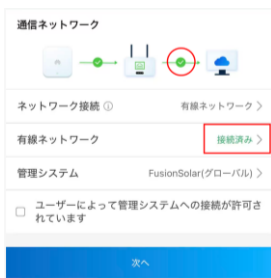 通信ネットワーク
ネットワーク接続
有線ネットワーク >
有線ネットワーク
接続済み >
管理システム
FusionSolar(グローバル) >
ユーザーによって管理システムへの接続が許可さ
れています
次へ